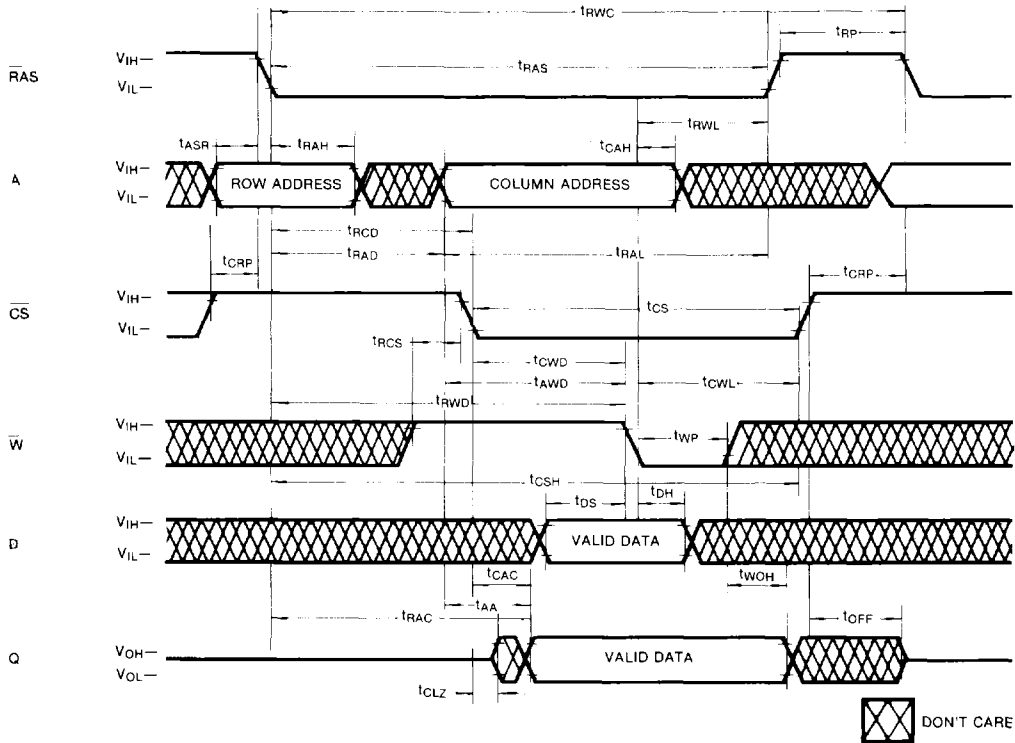 tRWC
tRP
RAS
VIH—
VIL—
tRAS
tRWL
tASR
tRAH
tCAH
A
VIH—
VIL—
ROW ADDRESS
COLUMN ADDRESS
tRCD
tRAD
tRAL
tCRP
tCRP
CS
VIH—
VIL—
tCS
tRCS
tCWD
tAWD
tCWL
tRWD
W
VIH—
VIL—
tWP
tCSH
tDS
tDH
D
VIH—
VIL—
VALID DATA
tCAC
tWOH
tAA
tRAC
tOFF
Q
VOH—
VOL—
VALID DATA
tCLZ
DON'T CARE